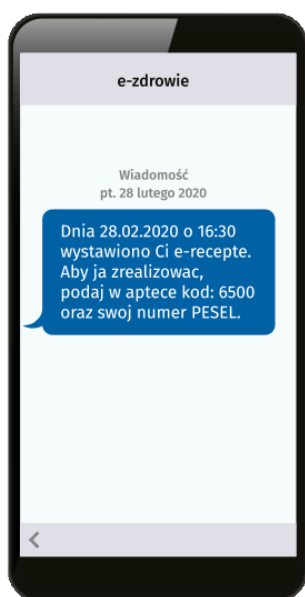 e-zdrowie
Wiadomość
pt. 28 lutego 2020
Dnia 28.02.2020 o 16:30
wystawiono Ci e-recepte.
Aby ja zrealizowac,
podaj w aptece kod: 6500
oraz swoj numer PESEL.